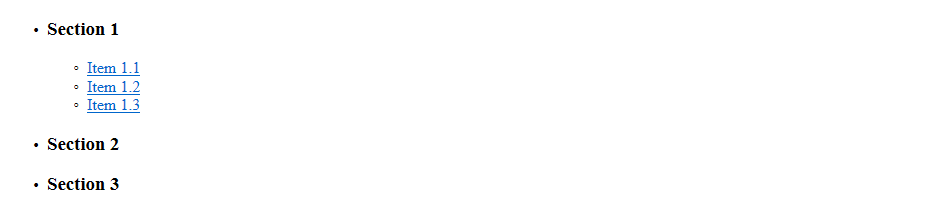 • Section 1
◦ Item 1.1
◦ Item 1.2
◦ Item 1.3
• Section 2
• Section 3